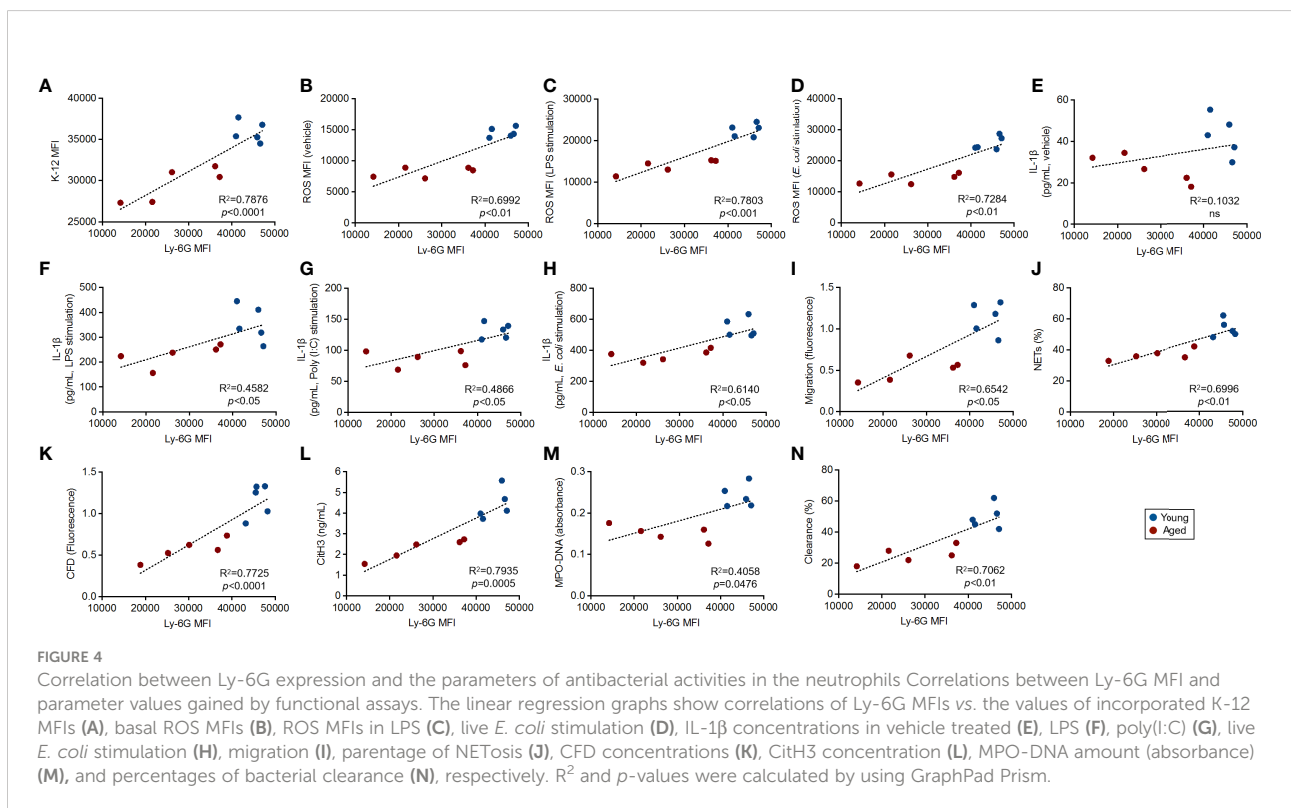 A
K-12 MFI
40000
35000
30000
25000
10000 20000 30000 40000 50000
Ly-6G MFI
R²=0.7876
p<0.0001
B
ROS MFI (vehicle)
20000
15000
10000
5000
0
10000 20000 30000 40000 50000
Ly-6G MFI
R²=0.6992
p<0.01
C
ROS MFI (LPS stimulation)
30000
20000
10000
0
10000 20000 30000 40000 50000
Lv-6G MFI
R²=0.7803
p<0.001
D
ROS MFI (E. coli stimulation)
40000
30000
20000
10000
0
10000 20000 30000 40000 50000
Ly-6G MFI
R²=0.7284
p<0.01
E
IL-1β
(pg/mL, vehicle)
60
40
20
0
10000 20000 30000 40000 50000
Ly-6G MFI
R²=0.1032
ns
F
IL-1β
(pg/mL, LPS stimulation)
500
400
300
200
100
0
10000 20000 30000 40000 50000
Ly-6G MFI
R²=0.4582
p<0.05
G
IL-1β
(pg/mL, Poly (I:C) stimulation)
200
150
100
50
0
10000 20000 30000 40000 50000
Ly-6G MFI
R²=0.4866
p<0.05
H
IL-1β
(pg/mL, E. coli stimulation)
800
600
400
200
0
10000 20000 30000 40000 50000
Ly-6G MFI
R²=0.6140
p<0.05
I
Migration (fluorescence)
1.5
1.0
0.5
0.0
10000 20000 30000 40000 50000
Ly-6G MFI
R²=0.6542
p<0.05
J
NETs (%)
80
60
40
20
0
10000 20000 30000 40000 50000
Ly-6G MFI
R²=0.6996
p<0.01
K
CFD (Fluorescence)
1.5
1.0
0.5
0.0
10000 20000 30000 40000 50000
Ly-6G MFI
R²=0.7725
p<0.0001
L
CitH3 (ng/mL)
6
5
4
3
2
1
0
10000 20000 30000 40000 50000
Ly-6G MFI
R²=0.7935
p=0.0005
M
MPO-DNA (absorbance)
0.3
0.2
0.1
0.0
10000 20000 30000 40000 50000
Ly-6G MFI
R²=0.4058
p=0.0476
N
Clearance (%)
80
60
40
20
0
10000 20000 30000 40000 50000
Ly-6G MFI
R²=0.7062
p<0.01
Young
Aged
FIGURE 4
Correlation between Ly-6G expression and the parameters of antibacterial activities in the neutrophils Correlations between Ly-6G MFI and
parameter values gained by functional assays. The linear regression graphs show correlations of Ly-6G MFIs vs. the values of incorporated K-12
MFIs (A), basal ROS MFIs (B), ROS MFIs in LPS (C), live E. coli stimulation (D), IL-1β concentrations in vehicle treated (E), LPS (F), poly(I:C) (G), live
E. coli stimulation (H), migration (I), parentage of NETosis (J), CFD concentrations (K), CitH3 concentration (L), MPO-DNA amount (absorbance)
(M), and percentages of bacterial clearance (N), respectively. R² and p-values were calculated by using GraphPad Prism.